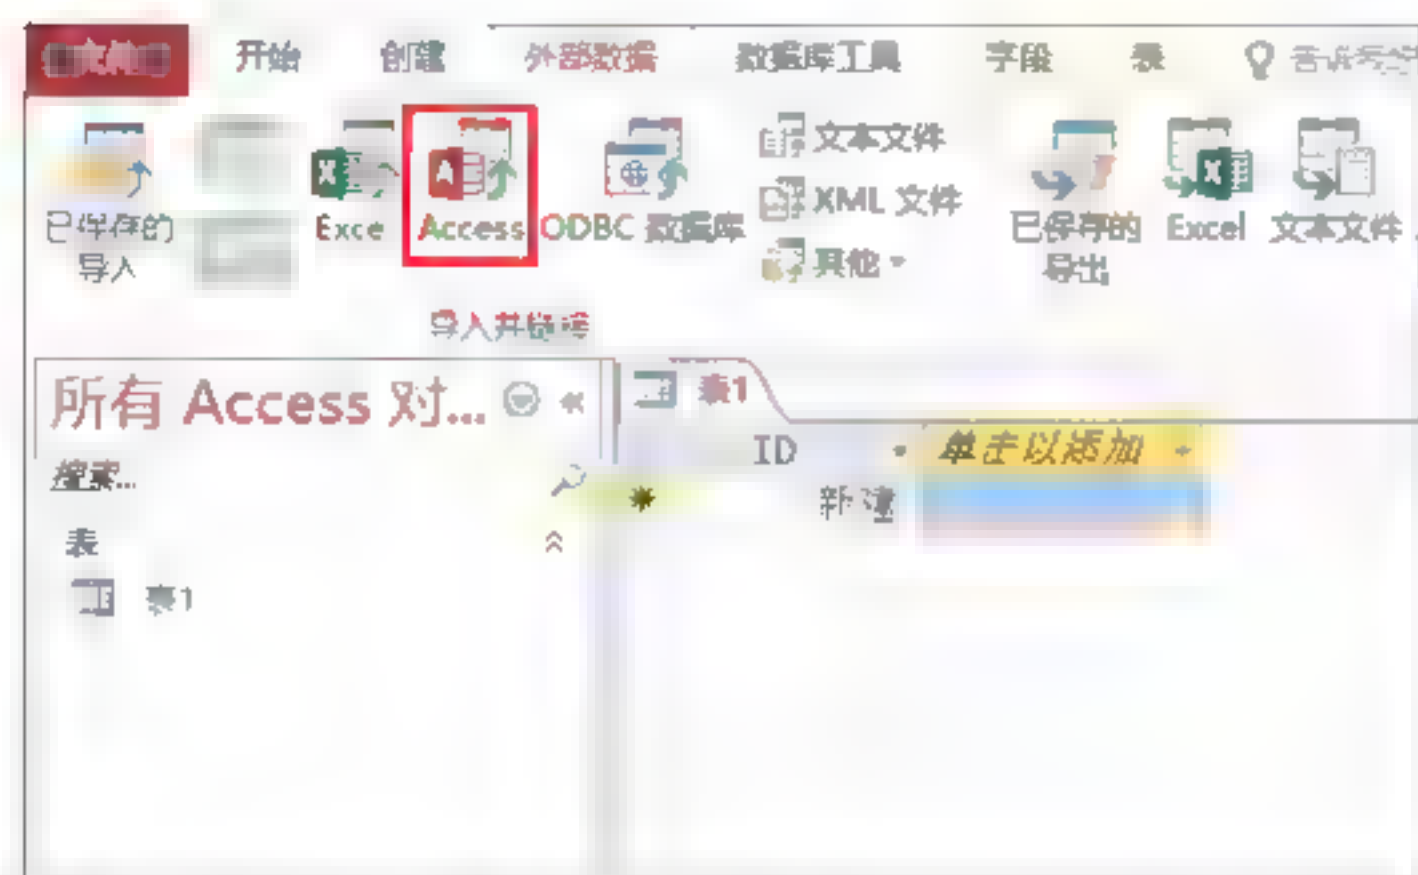 文件 开始 创建 外部数据 数据库工具 字段 表
已保存的导入 Exce Access ODBC 数据库 文本文件 已保存的导出 Excel 文本文件
XML 文件
其他
导入并链接
所有 Access 对... 表1
搜索... ID 单击以添加
* 新建
表
表1